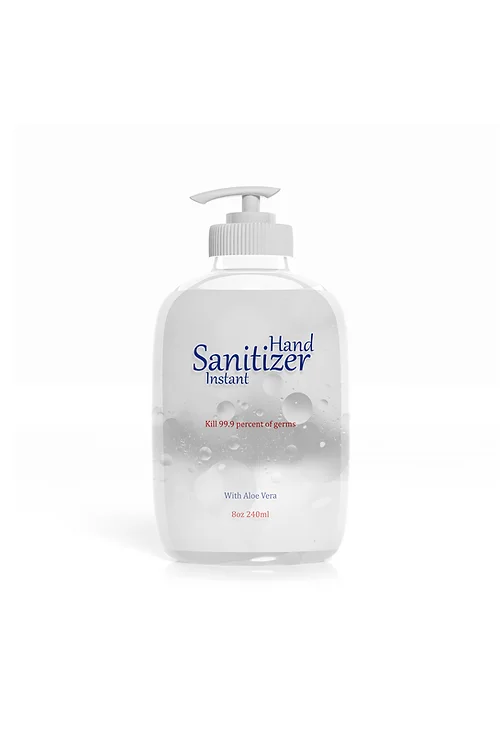 Hand
Sanitizer
Instant
Kill 99.9 percent of germs
With Aloe Vera
8oz 240ml